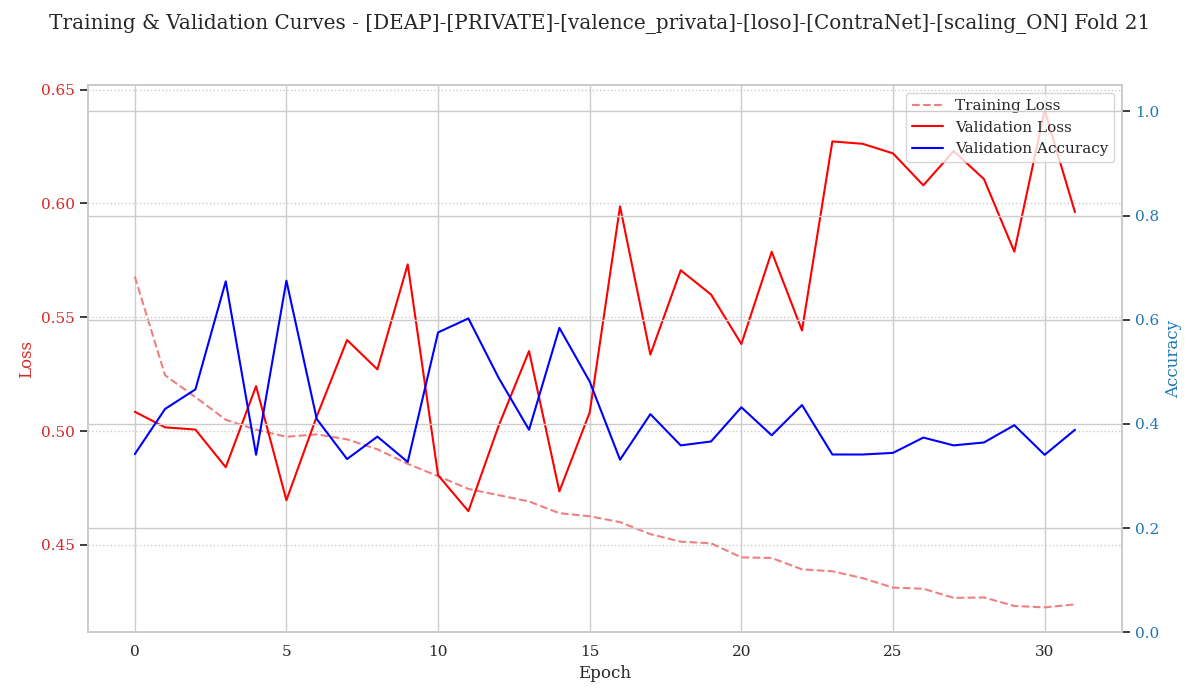 Training & Validation Curves - [DEAP]-[PRIVATE]-[valence_privata]-[loso]-[ContraNet]-[scaling_ON] Fold 21
Training Loss
Validation Loss
Validation Accuracy
0.65
0.60
0.55
0.50
0.45
Loss
1.0
0.8
0.6
0.4
0.2
0.0
Accuracy
0 5 10 15 20 25 30
Epoch